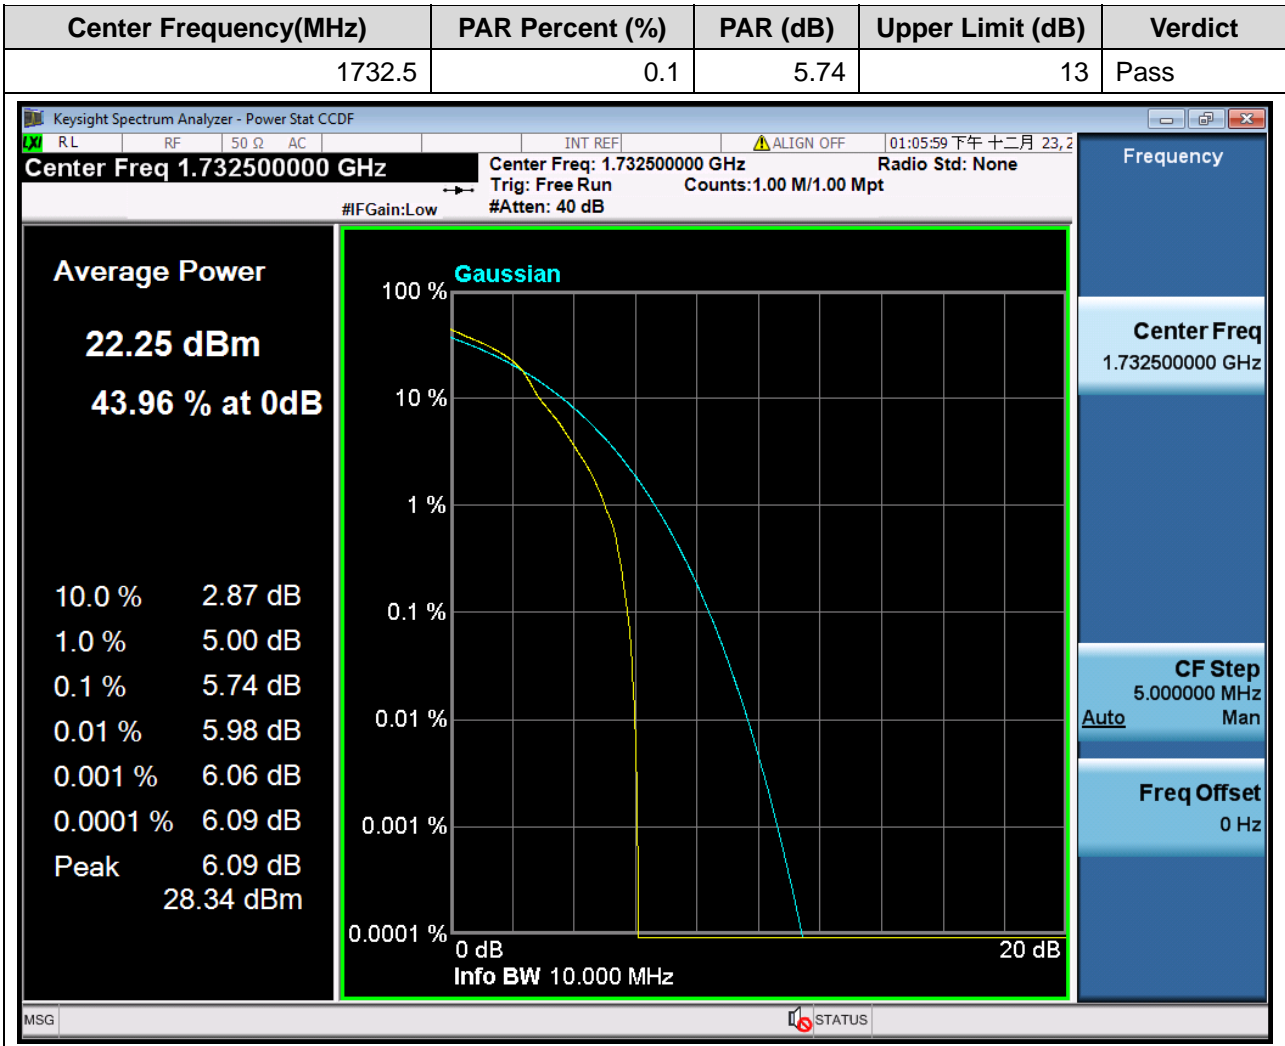 Center Frequency(MHz) PAR Percent (%) PAR (dB) Upper Limit (dB) Verdict
1732.5 0.1 5.74 13 Pass
Keysight Spectrum Analyzer - Power Stat CCDF
LXI RL RF 50 Ω AC INT REF ALIGN OFF 01:05:59 下午 十二月 23, 2
Center Freq 1.732500000 GHz
#IFGain:Low
Center Freq: 1.732500000 GHz Radio Std: None
Trig: Free Run Counts:1.00 M/1.00 Mpt
#Atten: 40 dB
Average Power
22.25 dBm
43.96 % at 0dB
10.0 % 2.87 dB
1.0 % 5.00 dB
0.1 % 5.74 dB
0.01 % 5.98 dB
0.001 % 6.06 dB
0.0001 % 6.09 dB
Peak 6.09 dB
28.34 dBm
Gaussian
100 %
10 %
1 %
0.1 %
0.01 %
0.001 %
0.0001 %
0 dB 20 dB
Info BW 10.000 MHz
Frequency
Center Freq
1.732500000 GHz
CF Step
5.000000 MHz
Auto Man
Freq Offset
0 Hz
MSG STATUS